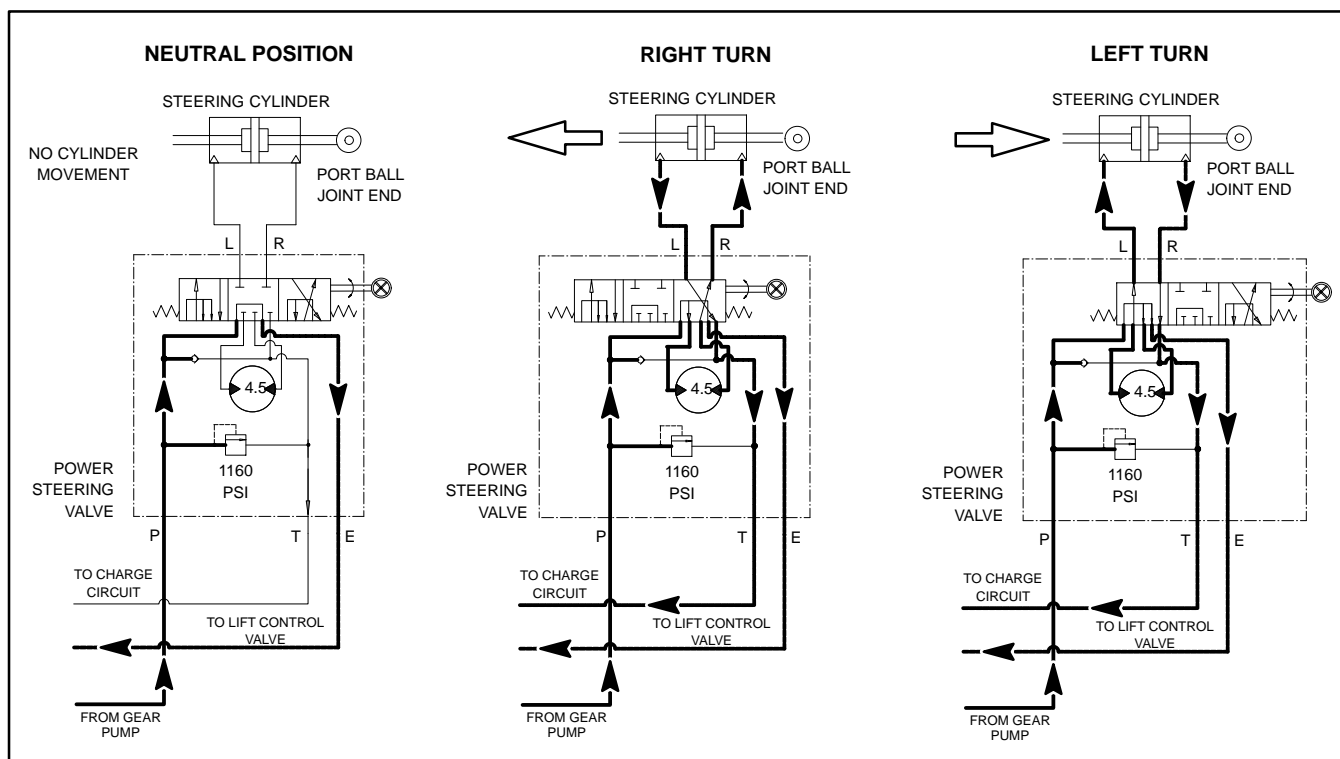 NEUTRAL POSITION
STEERING CYLINDER
NO CYLINDER
MOVEMENT
PORT BALL
JOINT END
L
R
4.5
1160
PSI
POWER
STEERING
VALVE
P
T
E
TO CHARGE
CIRCUIT
TO LIFT CONTROL
VALVE
FROM GEAR
PUMP
RIGHT TURN
STEERING CYLINDER
PORT BALL
JOINT END
L
R
4.5
1160
PSI
POWER
STEERING
VALVE
P
T
E
TO CHARGE
CIRCUIT
TO LIFT CONTROL
VALVE
FROM GEAR
PUMP
LEFT TURN
STEERING CYLINDER
PORT BALL
JOINT END
L
R
4.5
1160
PSI
POWER
STEERING
VALVE
P
T
E
TO CHARGE
CIRCUIT
TO LIFT CONTROL
VALVE
FROM GEAR
PUMP